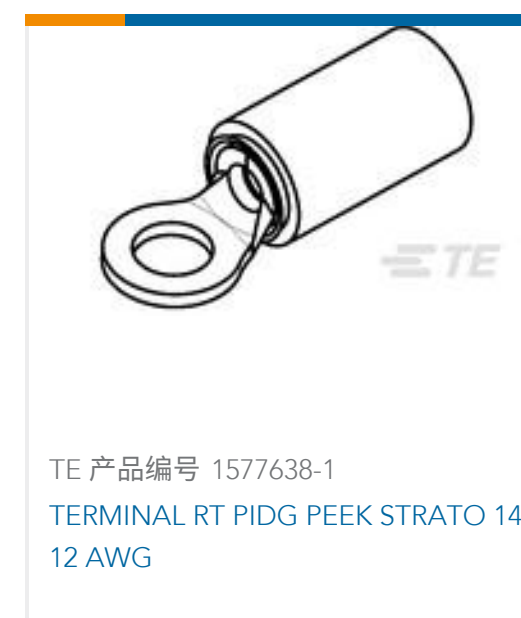 TE
TE 产品编号 1577638-1
TERMINAL RT PIDG PEEK STRATO 14
12 AWG